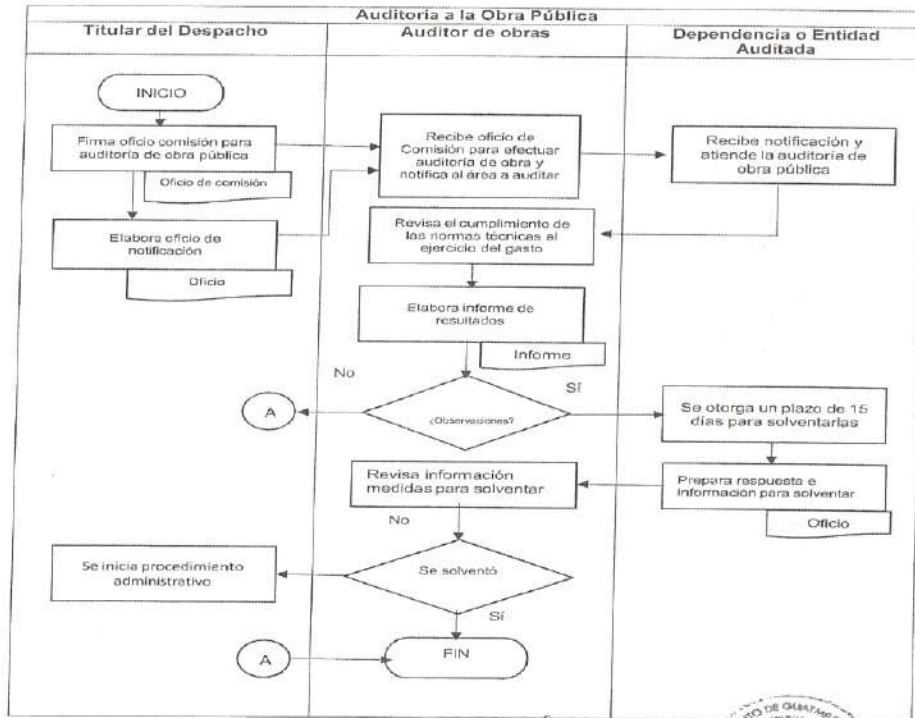 Auditoria a la Obra Pública
Titular del Despacho
Auditor de obras
Dependencia o Entidad
Auditada
INICIO
Firma oficio comisión para
auditoría de obra pública
Oficio de comisión
Recibe oficio de
Comisión para efectuar
auditoría de obra y
notifica al área a auditar
Recibe notificación y
atiende la auditoría de
obra pública
Elabora oficio de
notificación
Oficio
Revisa el cumplimiento de
las normas técnicas al
ejercicio del gasto
Elabora informe de
resultados
Informe
No
Sí
A
¿Observaciones?
Se otorga un plazo de 15
días para solventarlas
Revisa información
medidas para solventar
Prepara respuesta e
Información para solventar
Oficio
No
Se inicia procedimiento
administrativo
Se solventó
Sí
A
FIN